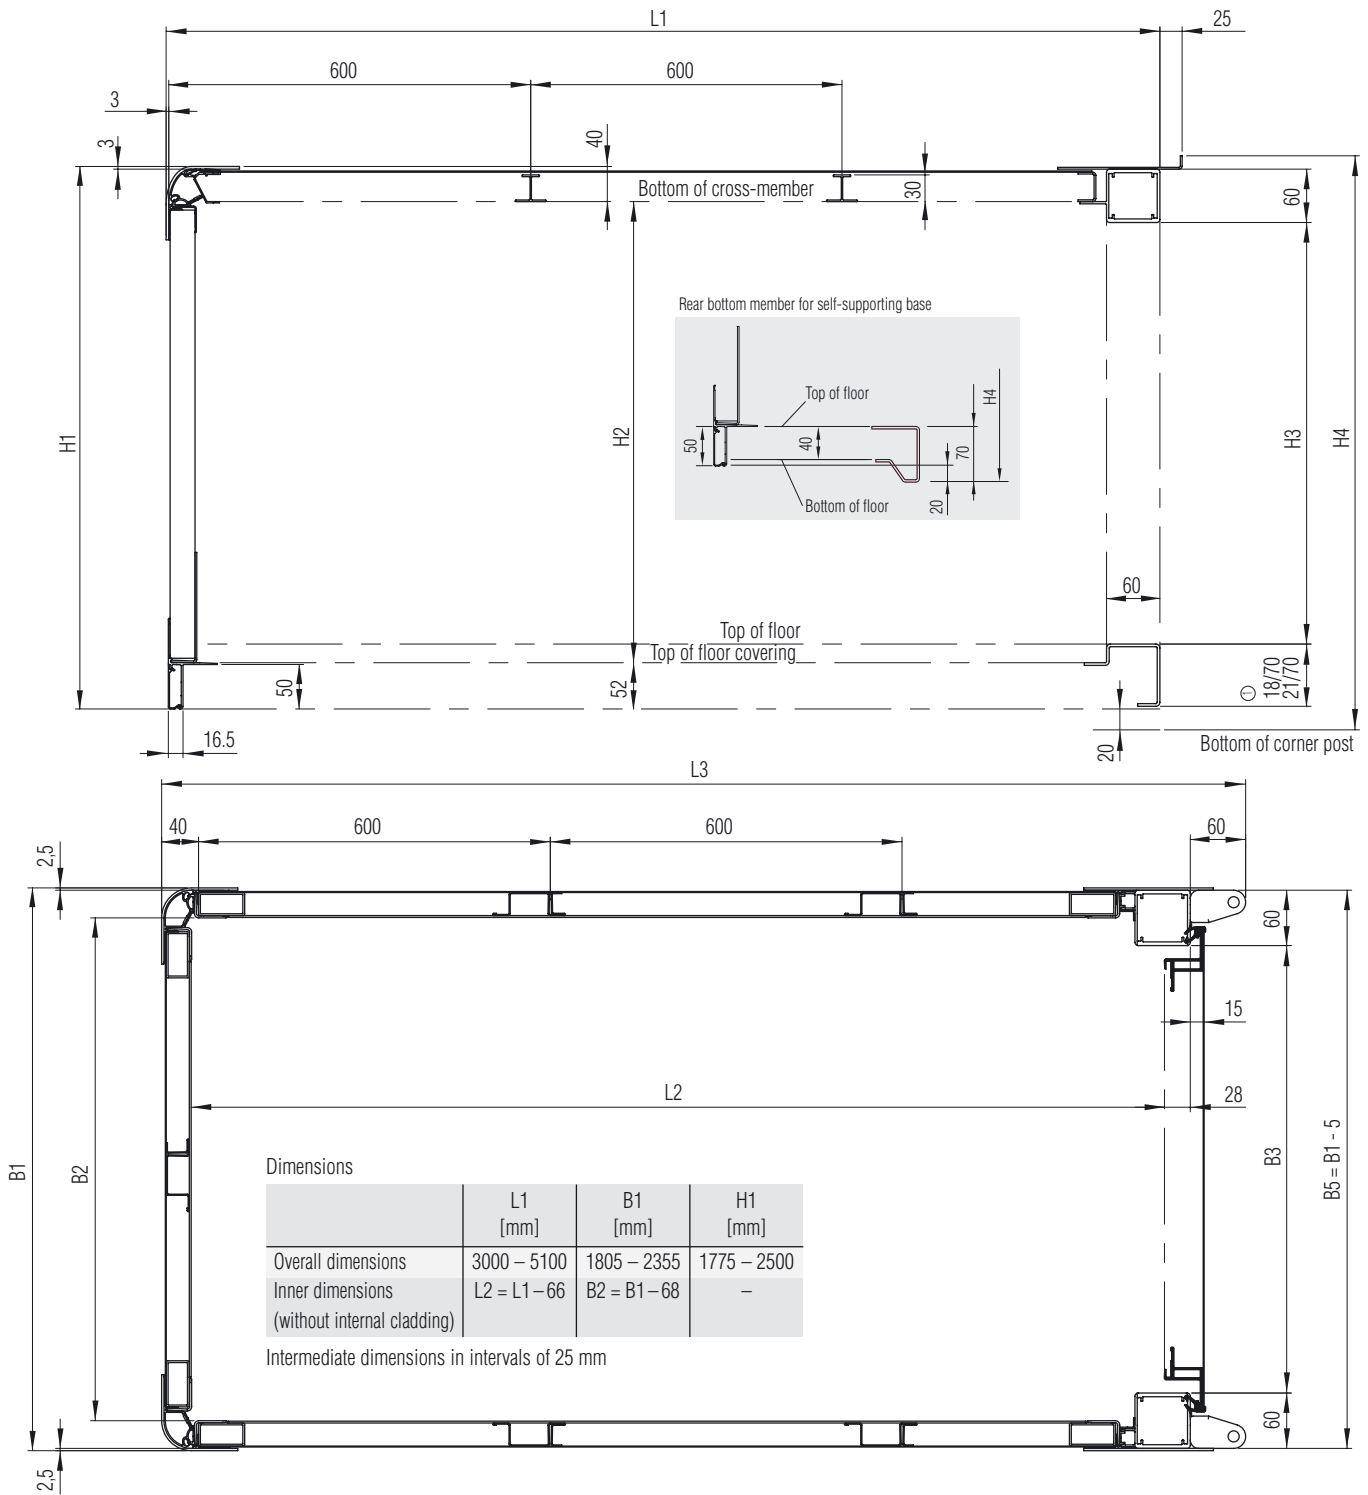 L1
25
600
600
3
3
40
Bottom of cross-member
30
60
Rear bottom member for self-supporting base
Top of floor
H4
50
40
70
Bottom of floor
20
H1
H2
H3
H4
60
Top of floor
Top of floor covering
50
52
① 18/70
21/70
16.5
20
Bottom of corner post
L3
40
600
600
60
2,5
60
15
L2
28
B1
B2
B3
B5 = B1 - 5
Dimensions
L1 B1 H1
[mm] [mm] [mm]
Overall dimensions 3000 – 5100 1805 – 2355 1775 – 2500
Inner dimensions L2 = L1 – 66 B2 = B1 – 68 –
(without internal cladding)
Intermediate dimensions in intervals of 25 mm
60
2,5